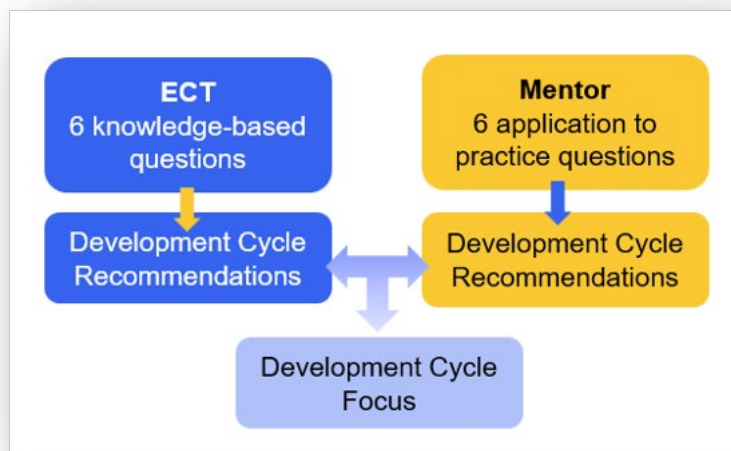 ECT
6 knowledge-based
questions
Mentor
6 application to
practice questions
Development Cycle
Recommendations
Development Cycle
Recommendations
Development Cycle
Focus